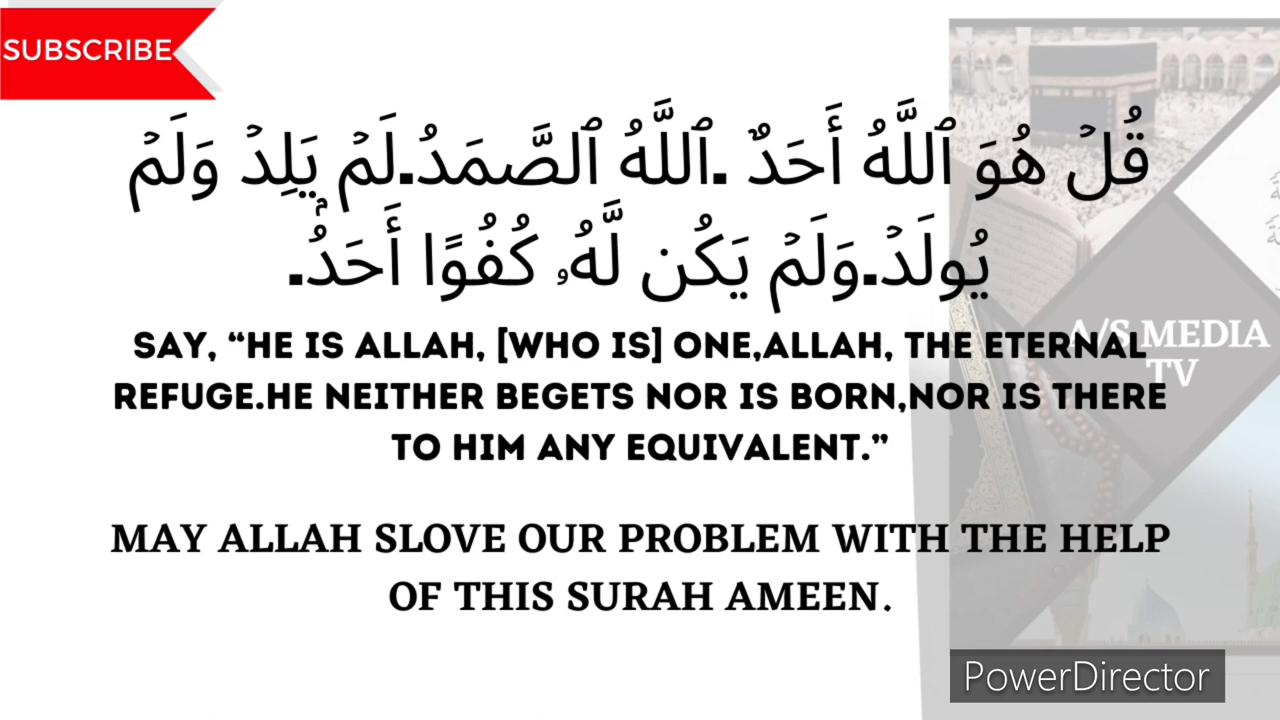 SUBSCRIBE
قُلۡ هُوَ ٱللَّهُ أَحَدٌ .ٱللَّهُ ٱلصَّمَدُ.لَمۡ يَلِدۡ وَلَمۡ
يُولَدۡ.وَلَمۡ يَكُن لَّهُۥ كُفُوًا أَحَدُۢ.
SAY, “HE IS ALLAH, [WHO IS] ONE,ALLAH, THE ETERNAL
REFUGE.HE NEITHER BEGETS NOR IS BORN,NOR IS THERE
TO HIM ANY EQUIVALENT.”
A/S MEDIA
TV
MAY ALLAH SLOVE OUR PROBLEM WITH THE HELP
OF THIS SURAH AMEEN.
PowerDirector